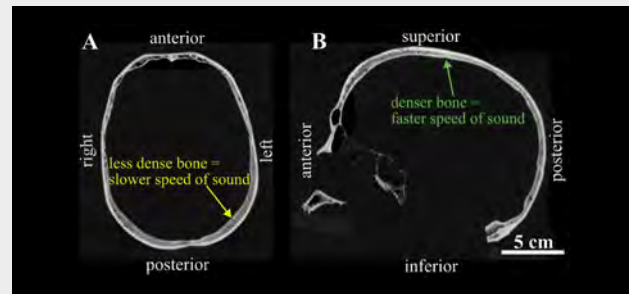 A
anterior
right
left
less dense bone =
slower speed of sound
posterior
B
superior
denser bone =
faster speed of sound
anterior
posterior
inferior
5 cm